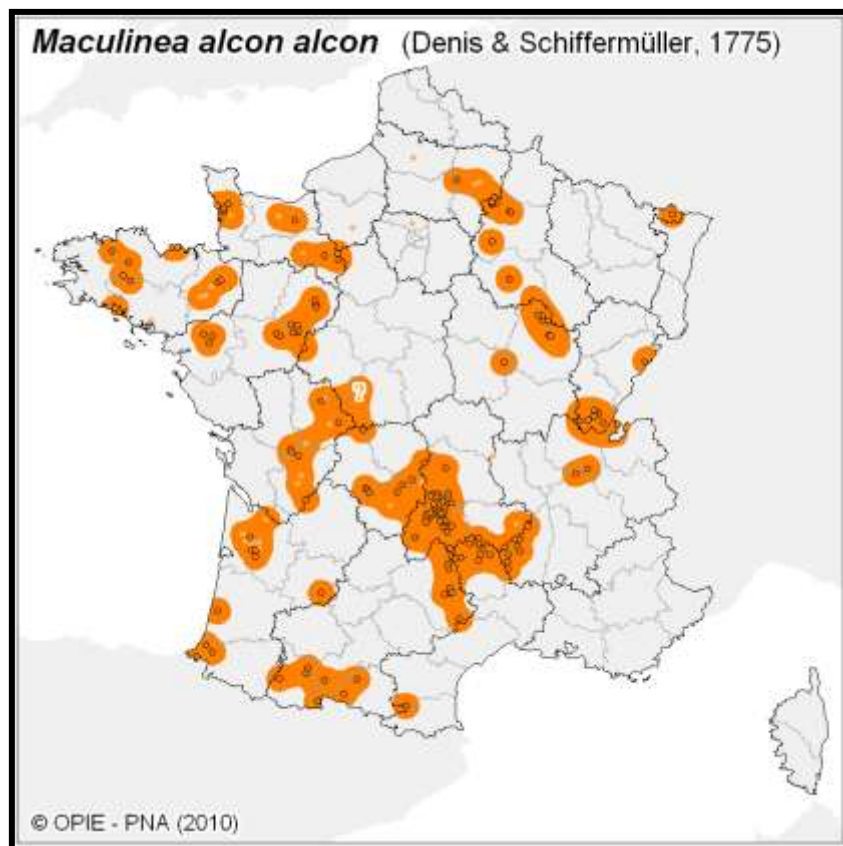 Maculinea alcon alcon (Denis & Schiffermüller, 1775)
?
© OPIE - PNA (2010)